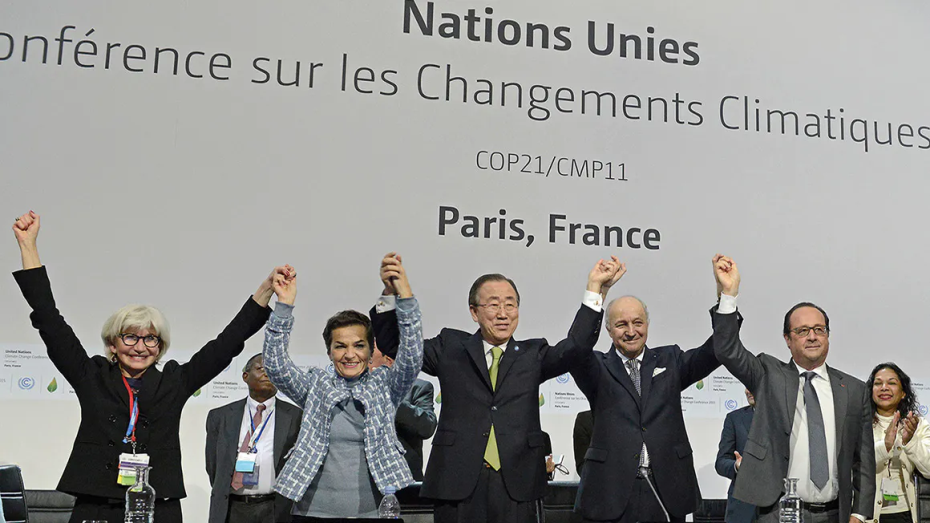 Nations Unies
onférence sur les Changements Climatiques
COP21/CMP11
Paris, France